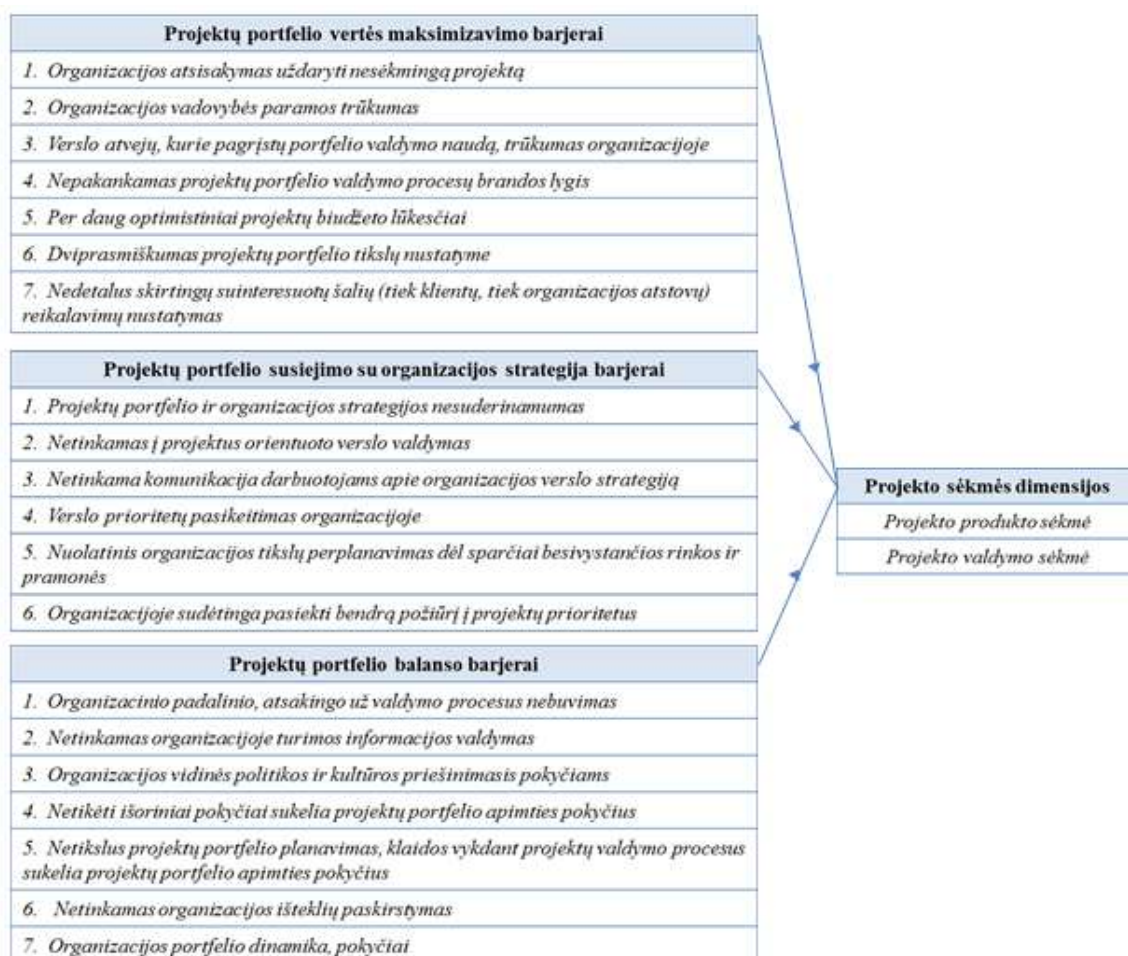 Projektų portfelio vertės maksimizavimo barjerai
1. Organizacijos atsisakymas uždaryti nesėkmingą projektą
2. Organizacijos vadovybės paramos trūkumas
3. Verslo atvejų, kurie pagrįstų portfelio valdymo naudą, trūkumas organizacijoje
4. Nepakankamas projektų portfelio valdymo procesų brandos lygis
5. Per daug optimistiniai projektų biudžeto lūkesčiai
6. Dviprasmiškumas projektų portfelio tikslų nustatyme
7. Nedetalus skirtingų suinteresuotų šalių (tiek klientų, tiek organizacijos atstovų)
reikalavimų nustatymas
Projektų portfelio susiejimo su organizacijos strategija barjerai
1. Projektų portfelio ir organizacijos strategijos nesuderinamumas
2. Netinkamas į projektus orientuoto verslo valdymas
3. Netinkama komunikacija darbuotojams apie organizacijos verslo strategiją
4. Verslo prioritetų pasikeitimas organizacijoje
5. Nuolatinis organizacijos tikslų perplanavimas dėl sparčiai besivystančios rinkos ir
pramonės
6. Organizacijoje sudėtinga pasiekti bendrą požiūrį į projektų prioritetus
Projektų portfelio balanso barjerai
1. Organizacinio padalinio, atsakingo už valdymo procesus nebuvimas
2. Netinkamas organizacijoje turimos informacijos valdymas
3. Organizacijos vidinės politikos ir kultūros priešinimasis pokyčiams
4. Netikėti išoriniai pokyčiai sukelia projektų portfelio apimties pokyčius
5. Netikslus projektų portfelio planavimas, klaidos vykdant projektų valdymo procesus
sukelia projektų portfelio apimties pokyčius
6. Netinkamas organizacijos išteklių paskirstymas
7. Organizacijos portfelio dinamika, pokyčiai
Projekto sėkmės dimensijos
Projekto produkto sėkmė
Projekto valdymo sėkmė